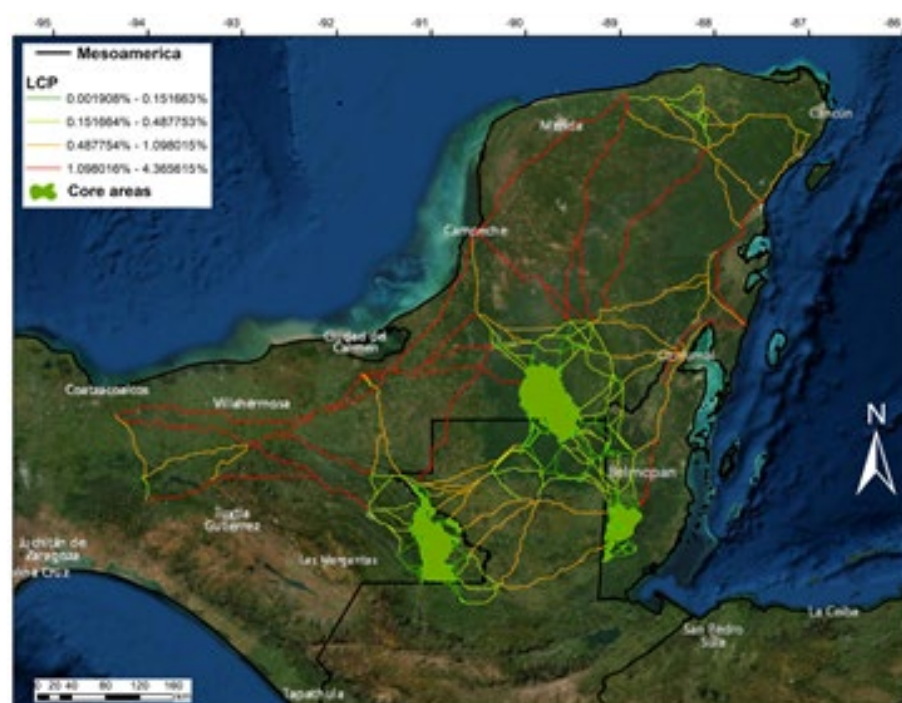 -95 -94 -93 -92 -91 -90 -89 -88 -87 -86
Mesoamerica
LCP
0.001908% - 0.151663%
0.151664% - 0.487753%
0.487754% - 1.098015%
1.098016% - 4.365615%
Core areas
Cancún
Mérida
Campeche
Ciudad del
Carmen
Chetumal
Coatzacoalcos
Villahermosa
N
Belmopan
Tuxtla
Gutiérrez
Juchitán de
Zaragoza
Cruz
Las Margaritas
La Ceiba
San Pedro
Sula
Tapachula
0 20 40 80 120 160